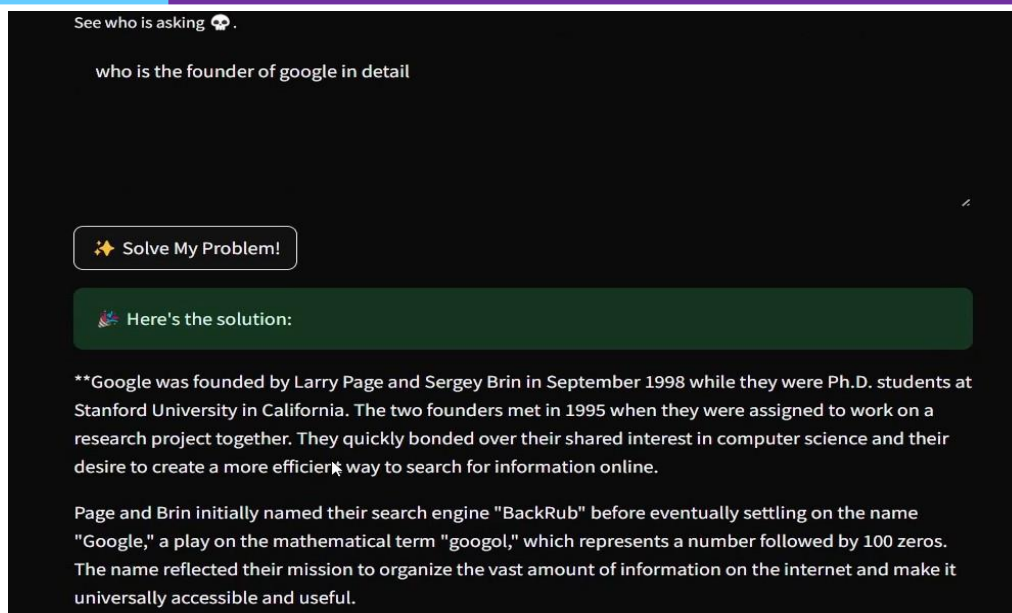 See who is asking 💀.
who is the founder of google in detail
✨ Solve My Problem!
🎉 Here's the solution:
**Google was founded by Larry Page and Sergey Brin in September 1998 while they were Ph.D. students at
Stanford University in California. The two founders met in 1995 when they were assigned to work on a
research project together. They quickly bonded over their shared interest in computer science and their
desire to create a more efficient way to search for information online.
Page and Brin initially named their search engine "BackRub" before eventually settling on the name
"Google," a play on the mathematical term "googol," which represents a number followed by 100 zeros.
The name reflected their mission to organize the vast amount of information on the internet and make it
universally accessible and useful.